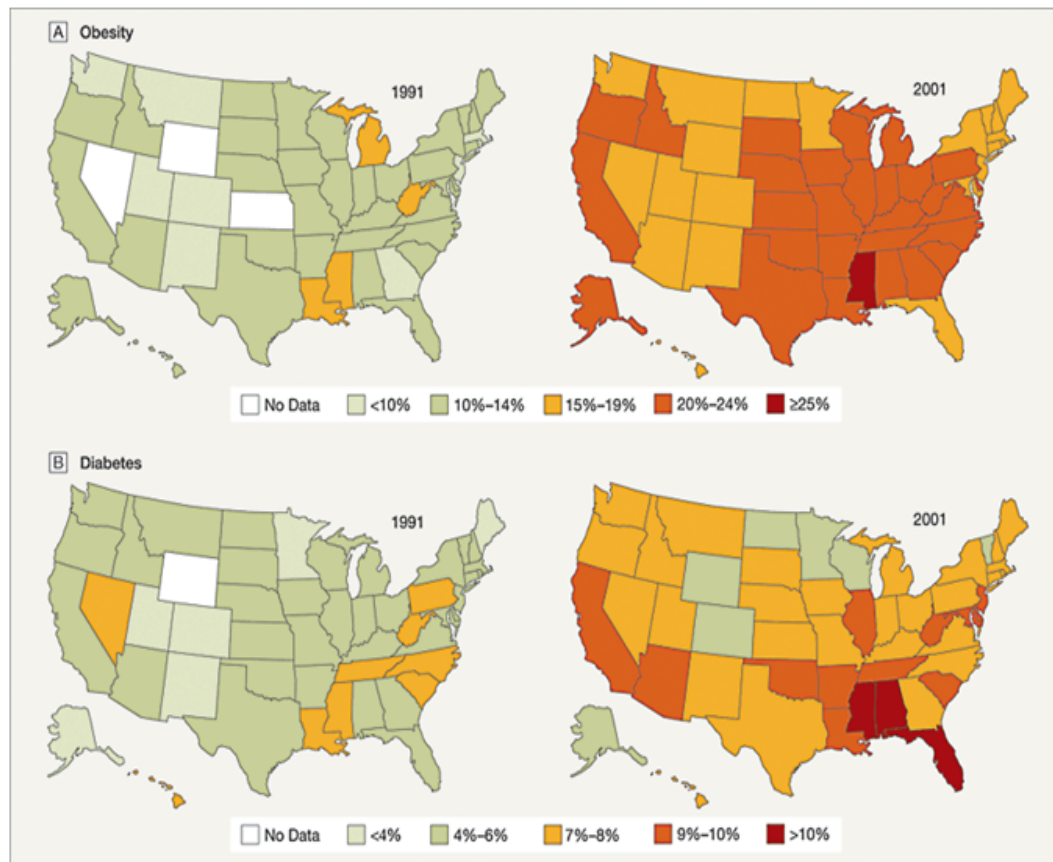 A Obesity
1991
2001
No Data <10% 10%–14% 15%–19% 20%–24% ≥25%
B Diabetes
1991
2001
No Data <4% 4%–6% 7%–8% 9%–10% >10%